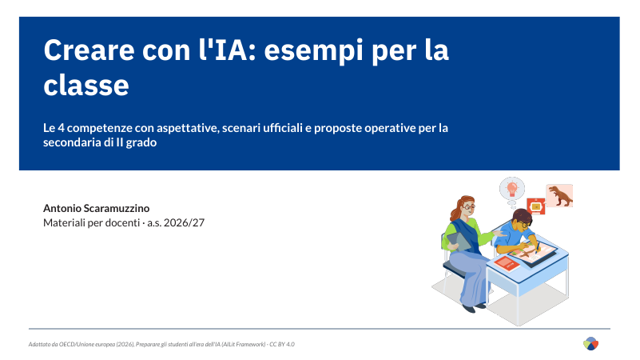 Creare con l'IA: esempi per la
classe
Le 4 competenze con aspettative, scenari ufficiali e proposte operative per la
secondaria di II grado
Antonio Scaramuzzino
Materiali per docenti · a.s. 2026/27
Adattato da OECD/Unione europea (2026), Preparare gli studenti all'era dell'IA (AILit Framework) - CC BY 4.0